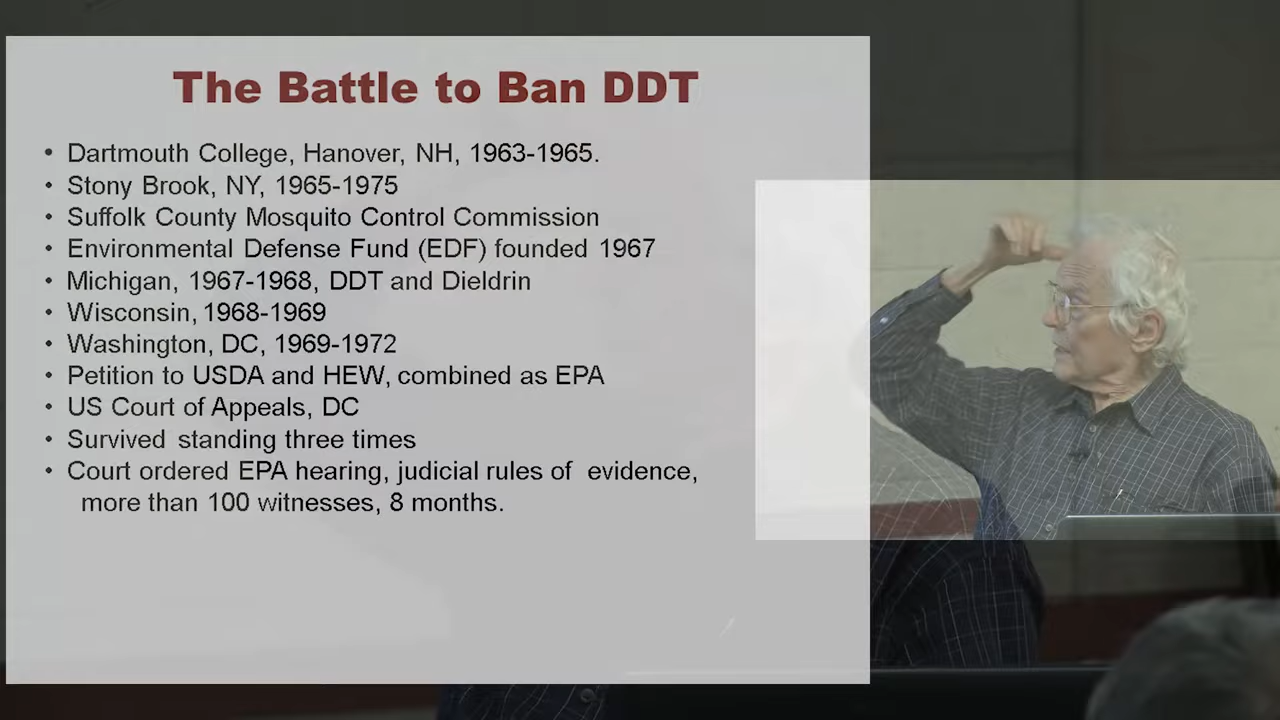 The Battle to Ban DDT
• Dartmouth College, Hanover, NH, 1963-1965.
• Stony Brook, NY, 1965-1975
• Suffolk County Mosquito Control Commission
• Environmental Defense Fund (EDF) founded 1967
• Michigan, 1967-1968, DDT and Dieldrin
• Wisconsin, 1968-1969
• Washington, DC, 1969-1972
• Petition to USDA and HEW, combined as EPA
• US Court of Appeals, DC
• Survived standing three times
• Court ordered EPA hearing, judicial rules of evidence,
more than 100 witnesses, 8 months.